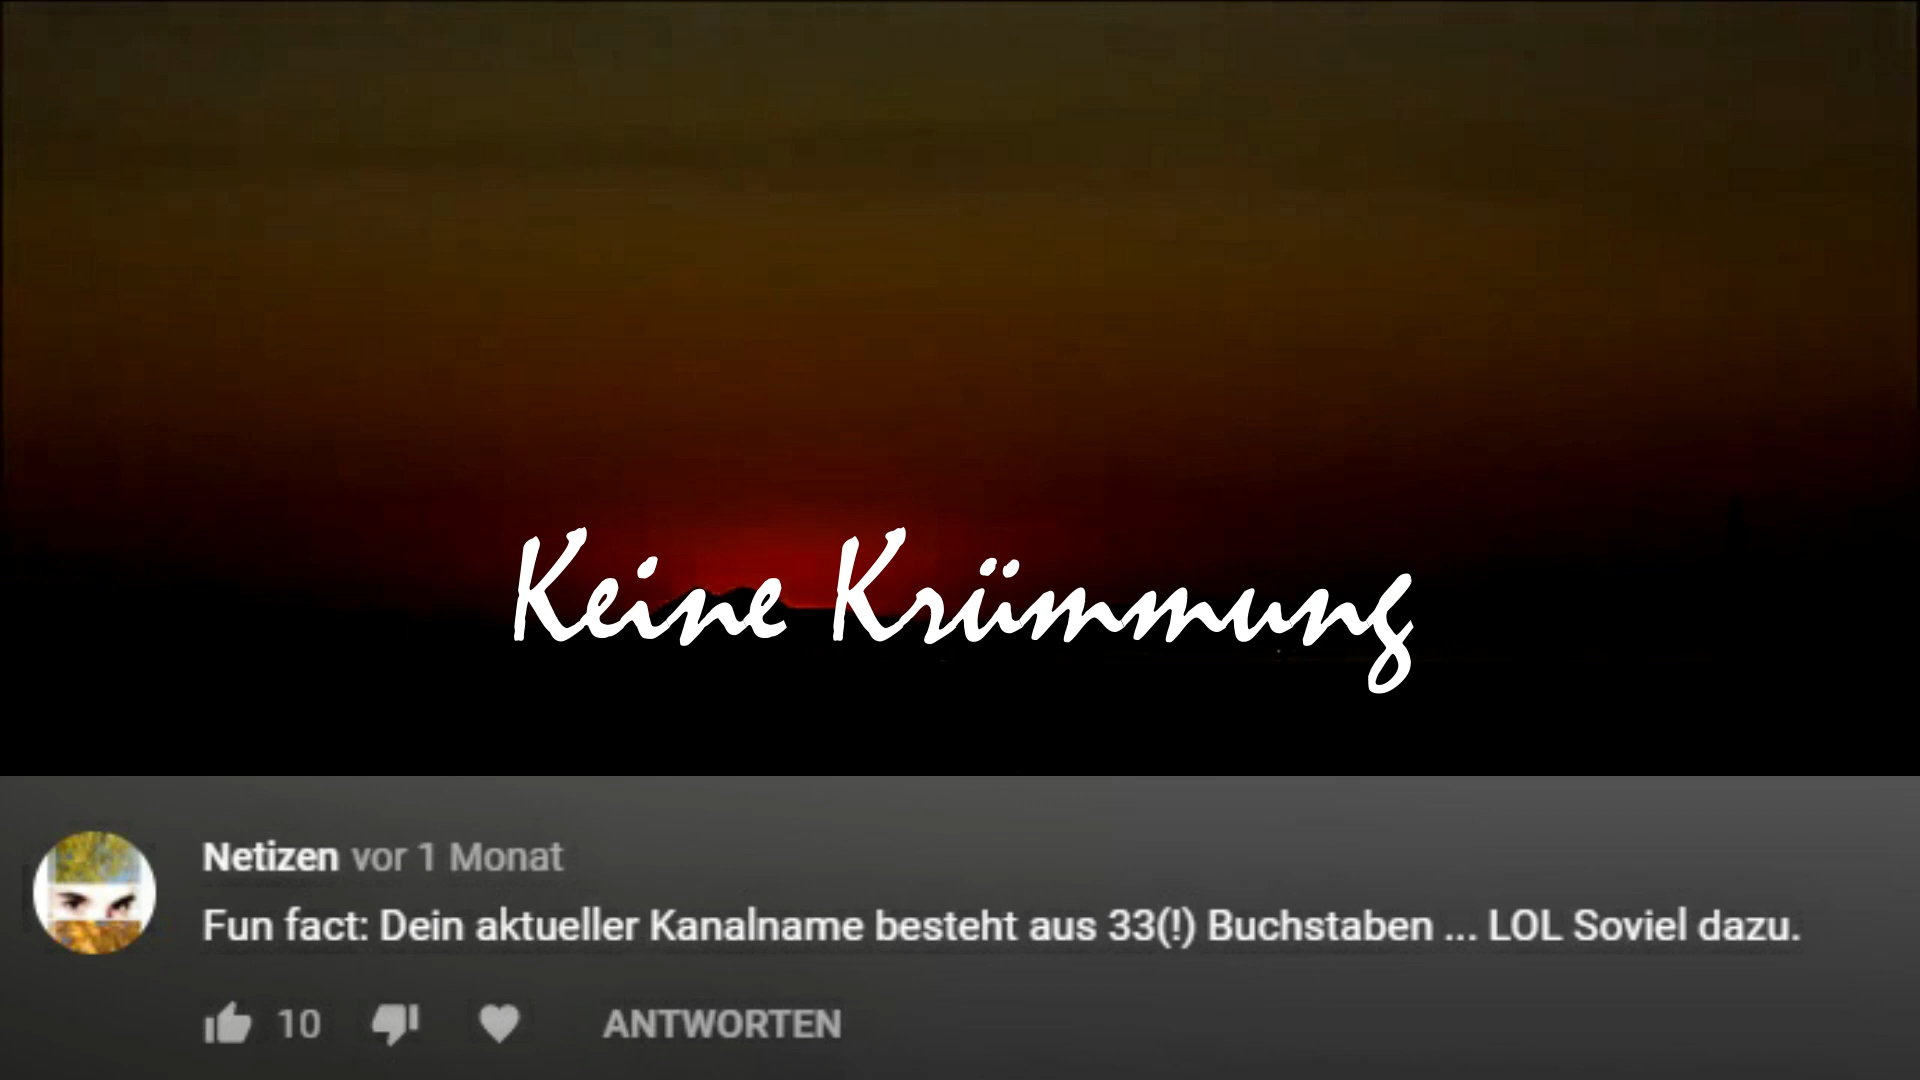 Keine Krümmung
Netizen vor 1 Monat
Fun fact: Dein aktueller Kanalname besteht aus 33(!) Buchstaben ... LOL Soviel dazu.
10 ANTWORTEN